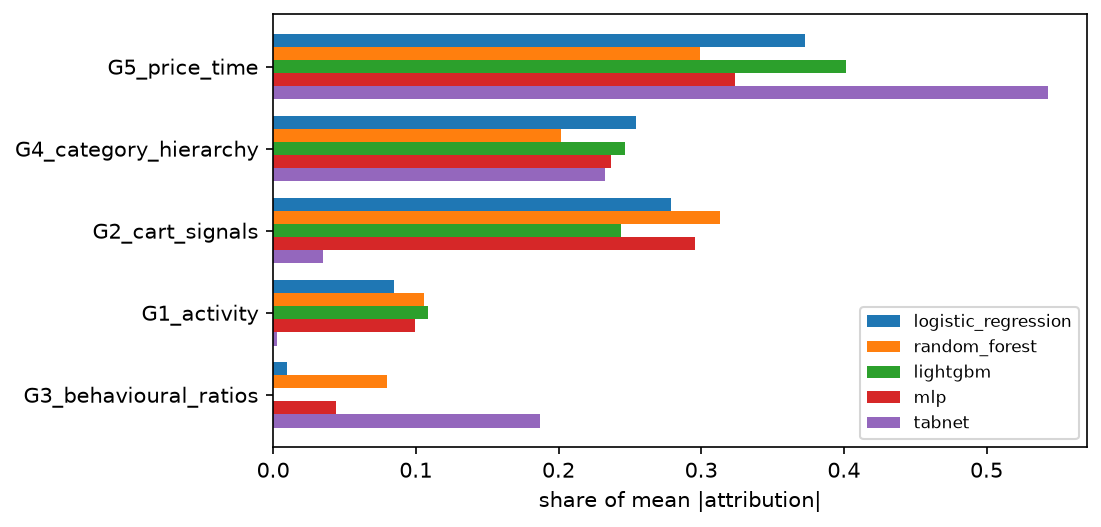 G5_price_time
G4_category_hierarchy
G2_cart_signals
G1_activity
G3_behavioural_ratios
logistic_regression
random_forest
lightgbm
mlp
tabnet
0.0 0.1 0.2 0.3 0.4 0.5
share of mean |attribution|